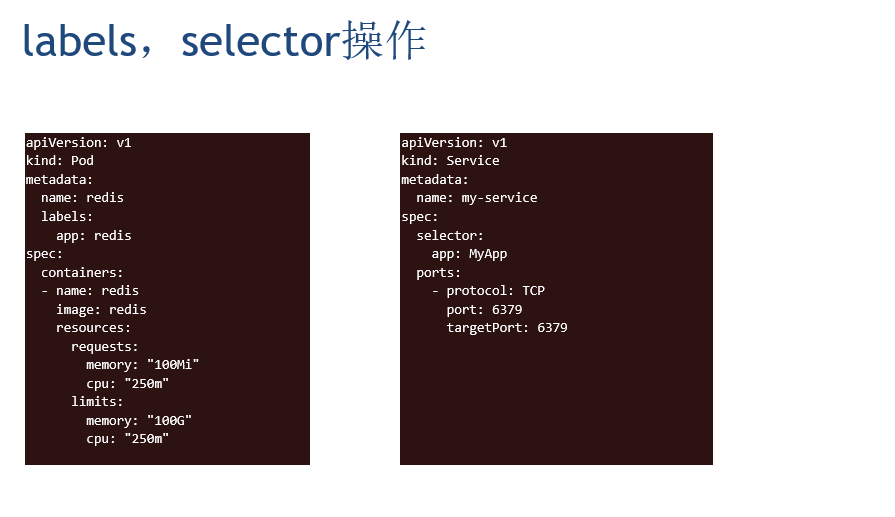 labels，selector操作
apiVersion: v1
kind: Pod
metadata:
  name: redis
  labels:
    app: redis
spec:
  containers:
  - name: redis
    image: redis
    resources:
      requests:
        memory: "100Mi"
        cpu: "250m"
      limits:
        memory: "100G"
        cpu: "250m"
apiVersion: v1
kind: Service
metadata:
  name: my-service
spec:
  selector:
    app: MyApp
  ports:
    - protocol: TCP
      port: 6379
      targetPort: 6379